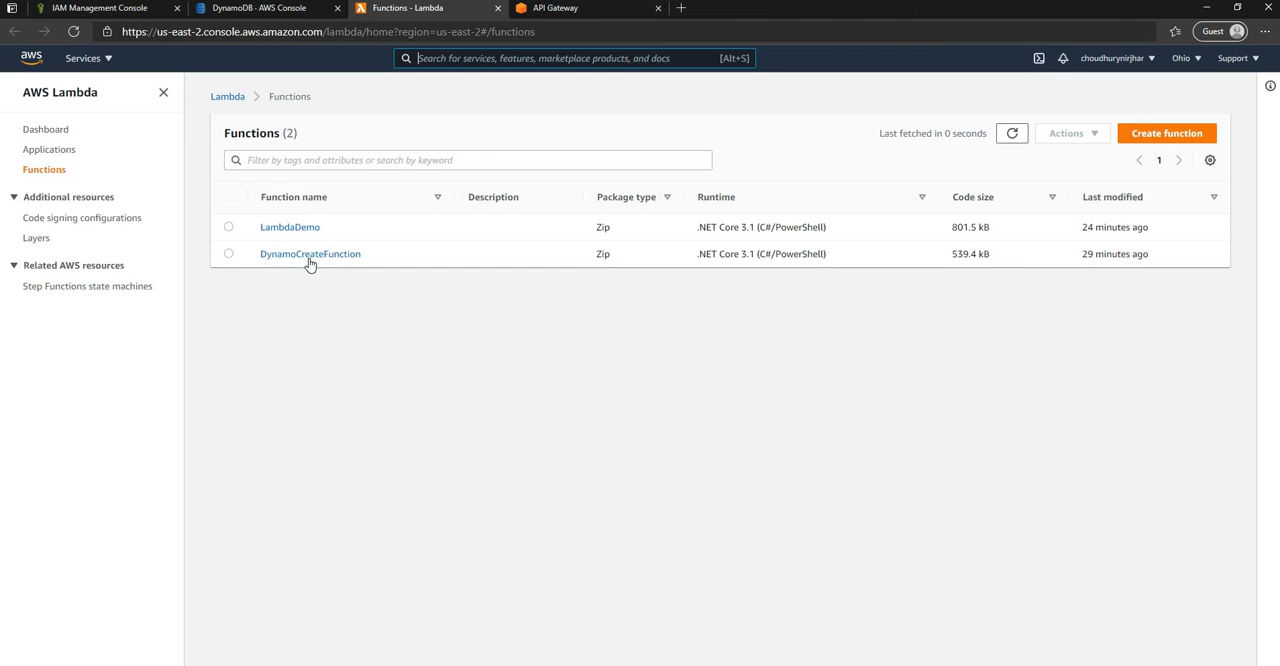 IAM Management Console
DynamoDB · AWS Console
Functions - Lambda
API Gateway
https://us-east-2.console.aws.amazon.com/lambda/home?region=us-east-2#/functions
Guest
aws
Services
Search for services, features, marketplace products, and docs
[Alt+S]
choudhurynirjhar
Ohio
Support
AWS Lambda
Dashboard
Applications
Functions
Additional resources
Code signing configurations
Layers
Related AWS resources
Step Functions state machines
Lambda > Functions
Functions (2)
Last fetched in 0 seconds
Actions
Create function
Filter by tags and attributes or search by keyword
1
Function name Description Package type Runtime Code size Last modified
LambdaDemo Zip .NET Core 3.1 (C#/PowerShell) 801.5 kB 24 minutes ago
DynamoCreateFunction Zip .NET Core 3.1 (C#/PowerShell) 539.4 kB 29 minutes ago